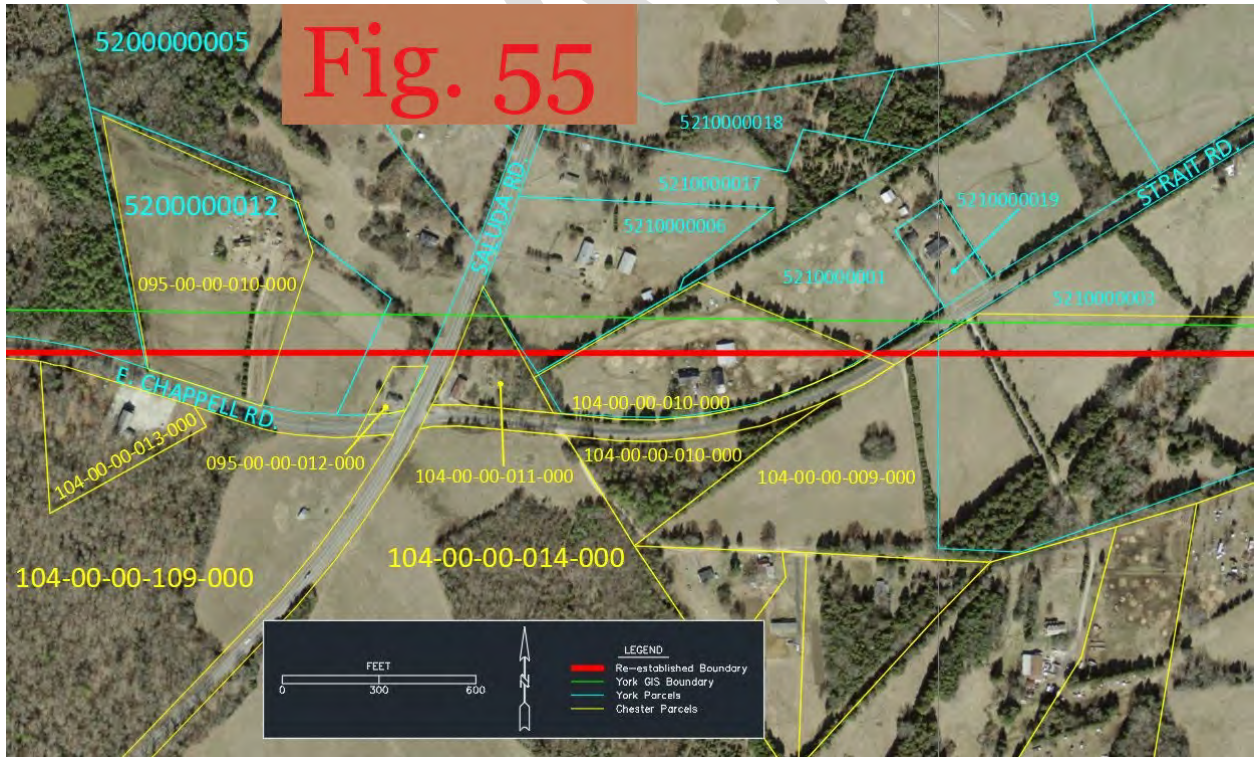 Fig. 55
5200000005
5210000018
SALUDA RD.
5210000017
STRAIT RD.
5200000012
5210000019
5210000006
095-00-00-010-000
5210000001
5210000003
E. CHAPPELL RD.
104-00-00-010-000
104-00-00-013-000
095-00-00-012-000
104-00-00-010-000
104-00-00-011-000
104-00-00-009-000
104-00-00-014-000
104-00-00-109-000
FEET
0 300 600
N
LEGEND
Re-established Boundary
York GIS Boundary
York Parcels
Chester Parcels